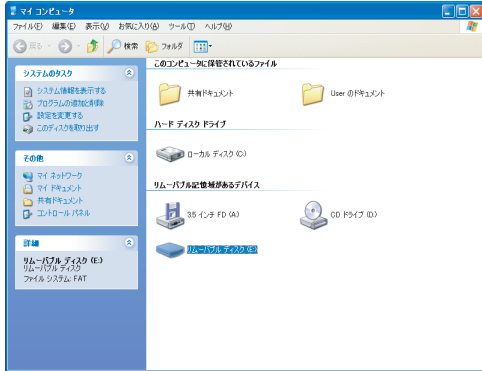 マイ コンピュータ
ファイル(F) 編集(E) 表示(V) お気に入り(A) ツール(T) ヘルプ(H)
戻る 検索 フォルダ
システムのタスク
システム情報を表示する
プログラムの追加と削除
設定を変更する
このディスクを取り出す
その他
マイ ネットワーク
マイ ドキュメント
共有ドキュメント
コントロール パネル
詳細
リムーバブル ディスク (E:)
リムーバブル ディスク
ファイル システム: FAT
このコンピュータに保管されているファイル
共有ドキュメント User のドキュメント
ハード ディスク ドライブ
ローカル ディスク (C:)
リムーバブル記憶域があるデバイス
3.5 インチ FD (A:) CD ドライブ (D:)
リムーバブル ディスク (E:)